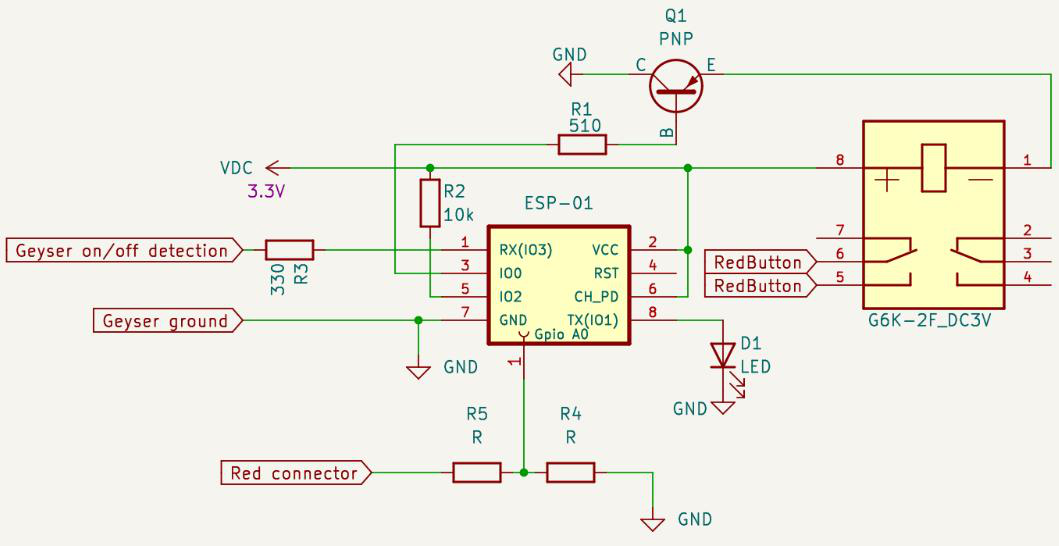 Q1
PNP
GND
C
E
B
R1
510
VDC
3.3V
8
1
R2
10k
ESP-01
Geyser on/off detection
330
R3
1
RX(IO3)
VCC
2
3
IO0
RST
4
5
IO2
CH_PD
6
7
GND
TX(IO1)
8
Gpio A0
1
7
2
RedButton
6
3
RedButton
5
4
G6K-2F_DC3V
Geyser ground
GND
D1
LED
GND
R5
R
R4
R
Red connector
GND